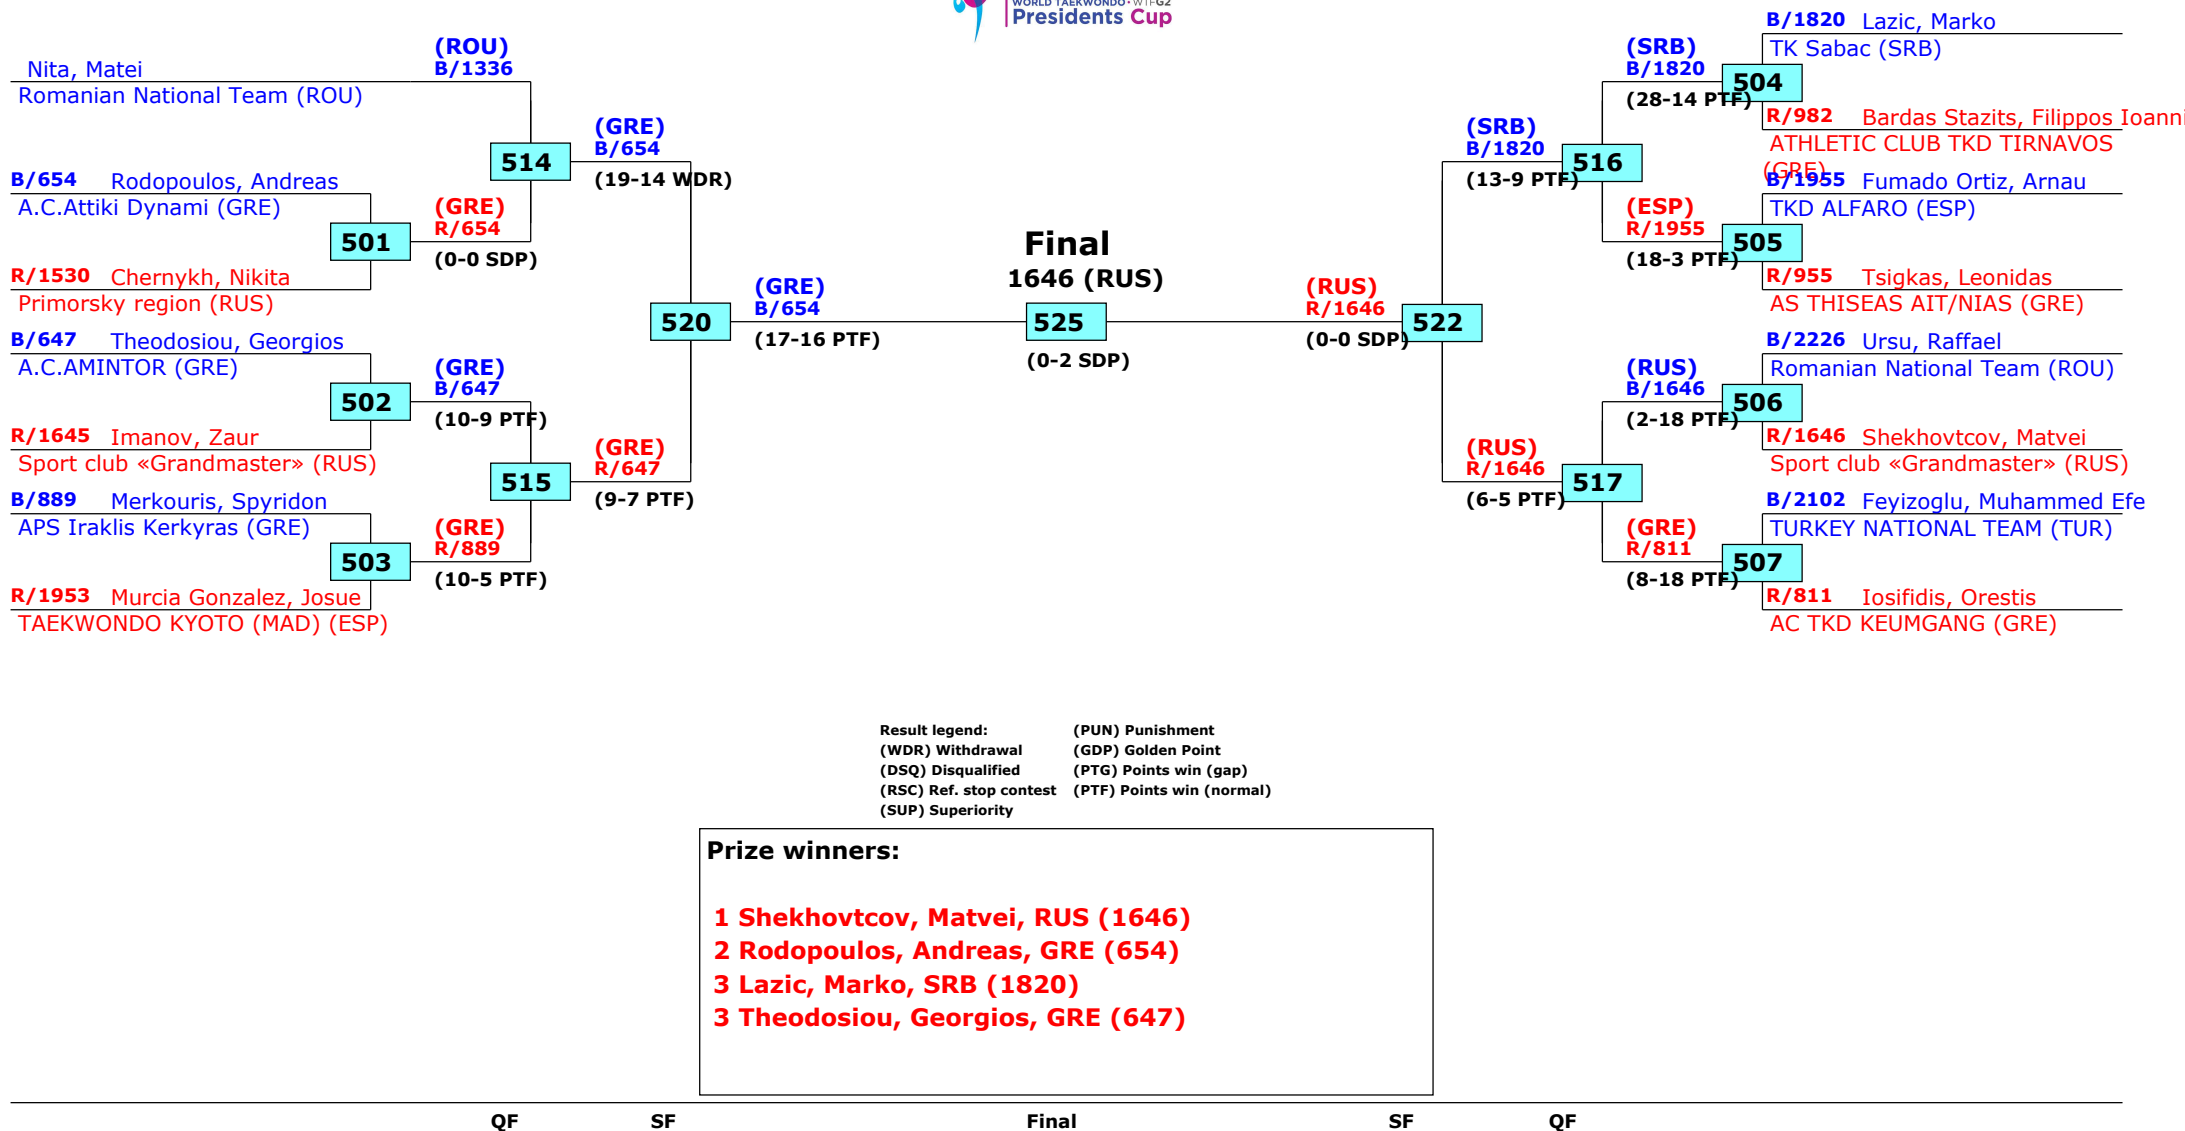 WORLD TAEKWONDO • WTF G2
Presidents Cup
Nita, Matei
Romanian National Team (ROU)
(ROU)
B/1336
B/654 Rodopoulos, Andreas
A.C.Attiki Dynami (GRE)
501
R/1530 Chernykh, Nikita
Primorsky region (RUS)
(GRE)
R/654
(0-0 SDP)
514
(GRE)
B/654
(19-14 WDR)
B/647 Theodosiou, Georgios
A.C.AMINTOR (GRE)
502
R/1645 Imanov, Zaur
Sport club «Grandmaster» (RUS)
(GRE)
B/647
(10-9 PTF)
B/889 Merkouris, Spyridon
APS Iraklis Kerkyras (GRE)
503
R/1953 Murcia Gonzalez, Josue
TAEKWONDO KYOTO (MAD) (ESP)
(GRE)
R/889
(10-5 PTF)
515
(GRE)
R/647
(9-7 PTF)
520
(GRE)
B/654
(17-16 PTF)
Final
1646 (RUS)
525
(0-2 SDP)
(RUS)
R/1646
(0-0 SDP)
522
(SRB)
B/1820
(13-9 PTF)
516
(SRB)
B/1820
(28-14 PTF)
504
B/1820 Lazic, Marko
TK Sabac (SRB)
R/982 Bardas Stazits, Filippos Ioanni
ATHLETIC CLUB TKD TIRNAVOS
(GRE)
(ESP)
R/1955
(18-3 PTF)
505
B/1955 Fumado Ortiz, Arnau
TKD ALFARO (ESP)
R/955 Tsigkas, Leonidas
AS THISEAS AIT/NIAS (GRE)
(RUS)
R/1646
(6-5 PTF)
517
(RUS)
B/1646
(2-18 PTF)
506
B/2226 Ursu, Raffael
Romanian National Team (ROU)
R/1646 Shekhovtcov, Matvei
Sport club «Grandmaster» (RUS)
(GRE)
R/811
(8-18 PTF)
507
B/2102 Feyizoglu, Muhammed Efe
TURKEY NATIONAL TEAM (TUR)
R/811 Iosifidis, Orestis
AC TKD KEUMGANG (GRE)
Result legend: (PUN) Punishment
(WDR) Withdrawal (GDP) Golden Point
(DSQ) Disqualified (PTG) Points win (gap)
(RSC) Ref. stop contest (PTF) Points win (normal)
(SUP) Superiority
Prize winners:
1 Shekhovtcov, Matvei, RUS (1646)
2 Rodopoulos, Andreas, GRE (654)
3 Lazic, Marko, SRB (1820)
3 Theodosiou, Georgios, GRE (647)
QF SF Final SF QF